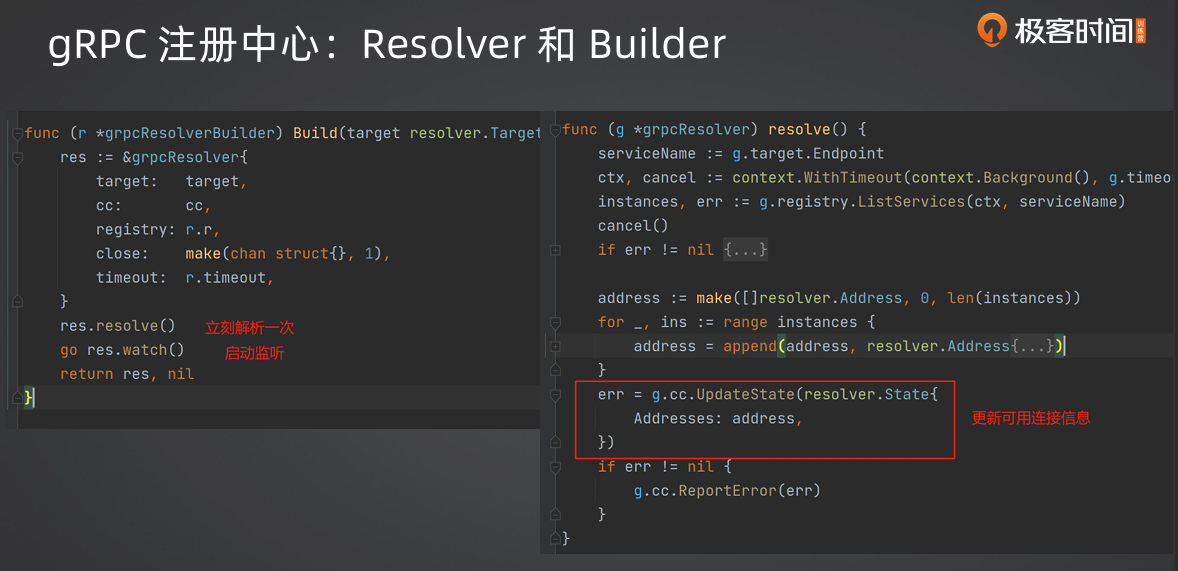 gRPC 注册中心：Resolver 和 Builder
极客时间
训练营
func (r *grpcResolverBuilder) Build(target resolver.Target
res := &grpcResolver{
target: target,
cc: cc,
registry: r.r,
close: make(chan struct{}, 1),
timeout: r.timeout,
}
res.resolve() 立刻解析一次
go res.watch() 启动监听
return res, nil
}
func (g *grpcResolver) resolve() {
serviceName := g.target.Endpoint
ctx, cancel := context.WithTimeout(context.Background(), g.timeou
instances, err := g.registry.ListServices(ctx, serviceName)
cancel()
if err != nil {...}
address := make([]resolver.Address, 0, len(instances))
for _, ins := range instances {
address = append(address, resolver.Address{...})
}
err = g.cc.UpdateState(resolver.State{
Addresses: address,
})
更新可用连接信息
if err != nil {
g.cc.ReportError(err)
}
}